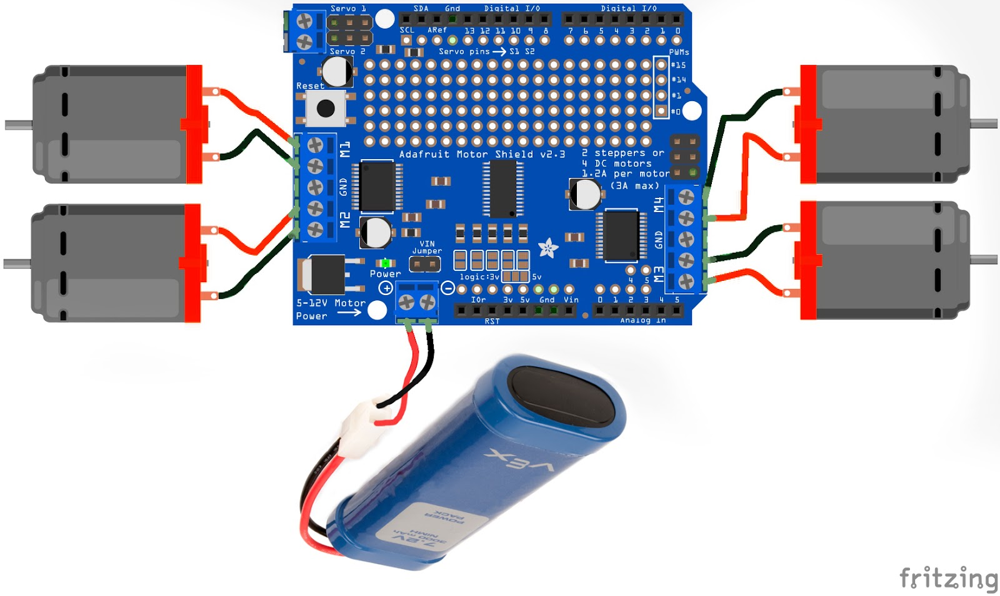 Servo 1
SDA Gnd Digital I/O Digital I/O
SCL ARef 13 12 11 10 9 8 7 6 5 4 3 2 1 0
Servo 2
Servo pins → S1 S2
PWMs
#15
#14
#1
#0
Reset
M1
GND
M2
Adafruit Motor Shield v2.3
2 steppers or
4 DC motors
1.2A per motor
(3A max)
M4
GND
M3
VIN
Jumper
Power
logic:3v 5v
4 5
+ -
5-12V Motor
Power →
IOr 3v 5v Gnd Vin 0 1 2 3 4 5
RST Analog In
VEX
POWER
PACK
7.2V
3000 mAh
NiMH
fritzing